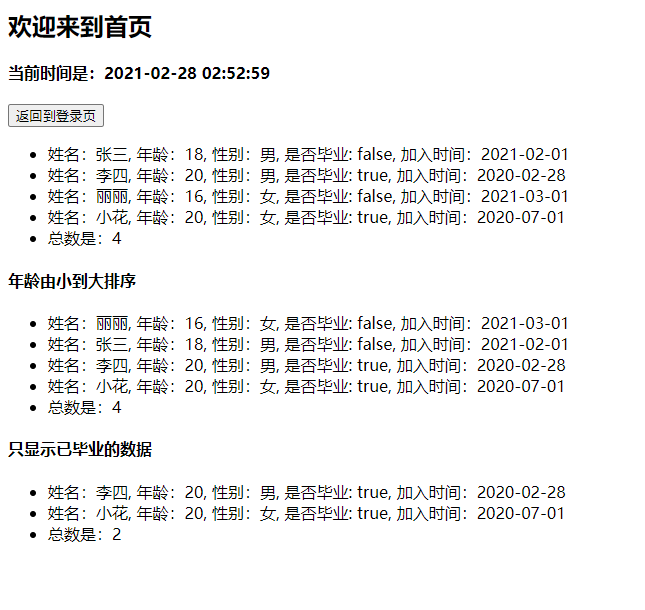 欢迎来到首页
当前时间是：2021-02-28 02:52:59
返回到登录页
姓名：张三, 年龄：18, 性别：男, 是否毕业: false, 加入时间：2021-02-01
姓名：李四, 年龄：20, 性别：男, 是否毕业: true, 加入时间：2020-02-28
姓名：丽丽, 年龄：16, 性别：女, 是否毕业: false, 加入时间：2021-03-01
姓名：小花, 年龄：20, 性别：女, 是否毕业: true, 加入时间：2020-07-01
总数是：4
年龄由小到大排序
姓名：丽丽, 年龄：16, 性别：女, 是否毕业: false, 加入时间：2021-03-01
姓名：张三, 年龄：18, 性别：男, 是否毕业: false, 加入时间：2021-02-01
姓名：李四, 年龄：20, 性别：男, 是否毕业: true, 加入时间：2020-02-28
姓名：小花, 年龄：20, 性别：女, 是否毕业: true, 加入时间：2020-07-01
总数是：4
只显示已毕业的数据
姓名：李四, 年龄：20, 性别：男, 是否毕业: true, 加入时间：2020-02-28
姓名：小花, 年龄：20, 性别：女, 是否毕业: true, 加入时间：2020-07-01
总数是：2